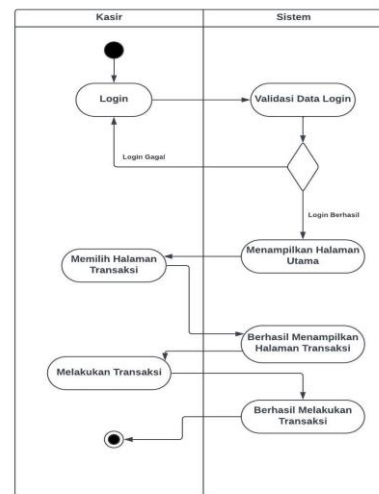 Kasir
Sistem
Login
Validasi Data Login
Login Gagal
Login Berhasil
Menampilkan Halaman
Utama
Memilih Halaman
Transaksi
Berhasil Menampilkan
Halaman Transaksi
Melakukan Transaksi
Berhasil Melakukan
Transaksi